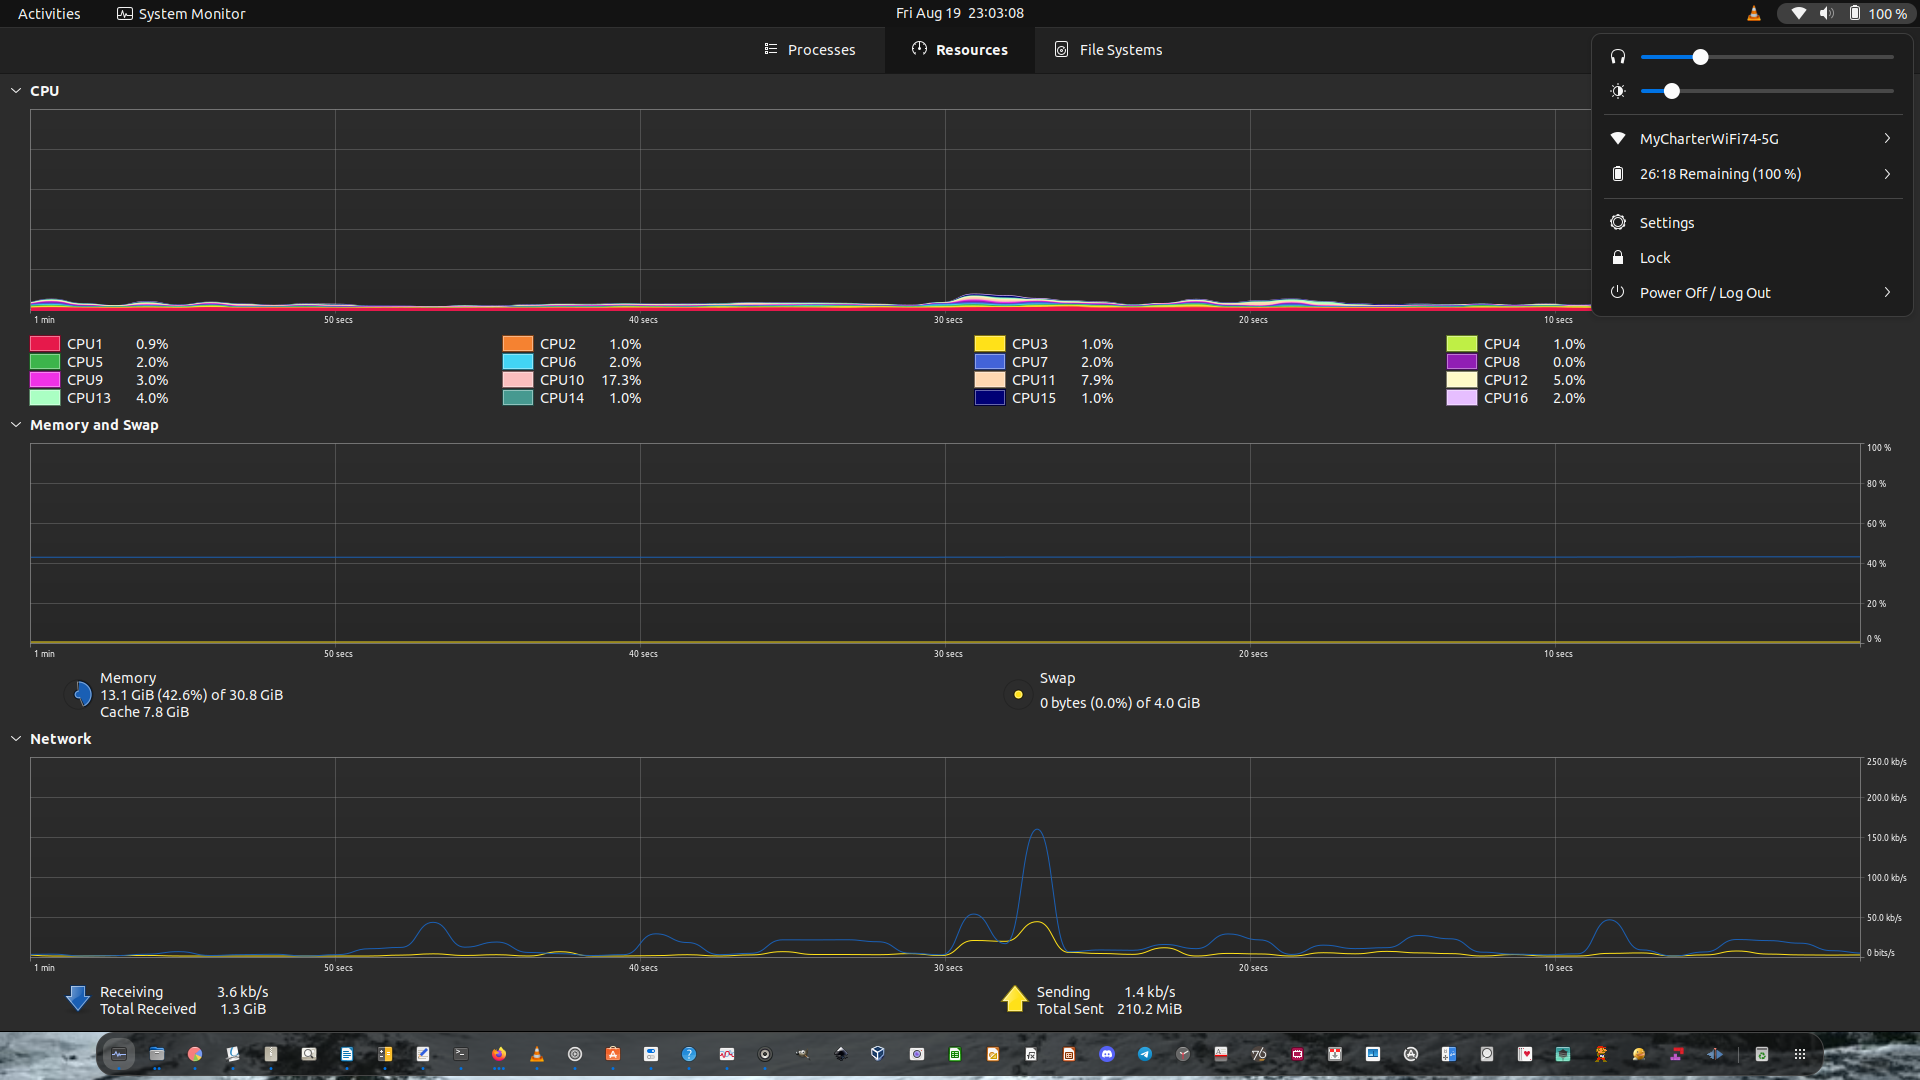 Activities
System Monitor
Fri Aug 19 23:03:08
100 %
Processes
Resources
File Systems
MyCharterWiFi74-5G
26:18 Remaining (100 %)
Settings
Lock
Power Off / Log Out
CPU
1 min 50 secs 40 secs 30 secs 20 secs 10 secs
CPU1 0.9% CPU2 1.0% CPU3 1.0% CPU4 1.0%
CPU5 2.0% CPU6 2.0% CPU7 2.0% CPU8 0.0%
CPU9 3.0% CPU10 17.3% CPU11 7.9% CPU12 5.0%
CPU13 4.0% CPU14 1.0% CPU15 1.0% CPU16 2.0%
Memory and Swap
100 %
80 %
60 %
40 %
20 %
0 %
1 min 50 secs 40 secs 30 secs 20 secs 10 secs
Memory
13.1 GiB (42.6%) of 30.8 GiB
Cache 7.8 GiB
Swap
0 bytes (0.0%) of 4.0 GiB
Network
250.0 kb/s
200.0 kb/s
150.0 kb/s
100.0 kb/s
50.0 kb/s
0 bits/s
1 min 50 secs 40 secs 30 secs 20 secs 10 secs
Receiving 3.6 kb/s
Total Received 1.3 GiB
Sending 1.4 kb/s
Total Sent 210.2 MiB
76